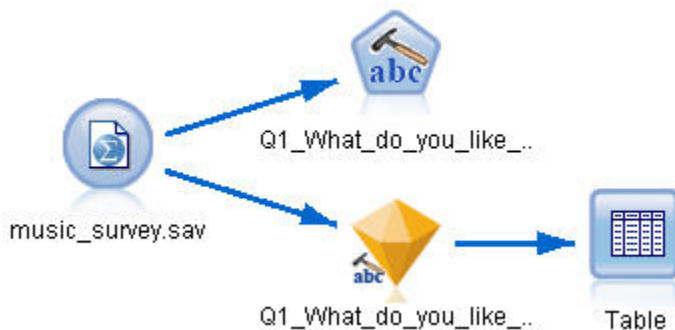 abc
Q1_What_do_you_like_..
music_survey.sav
abc
Q1_What_do_you_like_..
Table